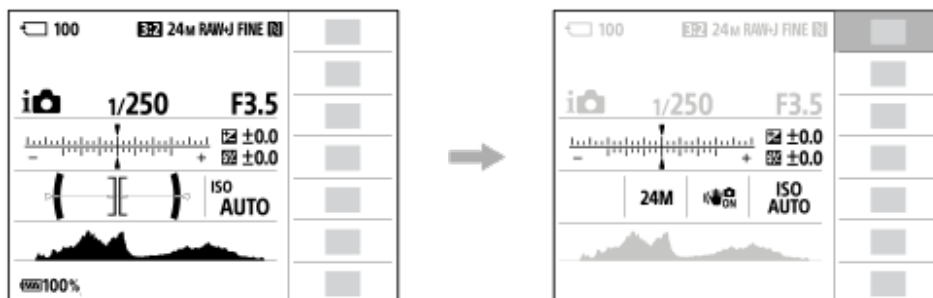 100 3:2 24M RAW+J FINE N
i 1/250 F3.5
±0.0
- + ±0.0
ISO
AUTO
100%
100 3:2 24M RAW+J FINE N
i 1/250 F3.5
±0.0
- + ±0.0
24M ON ISO
AUTO